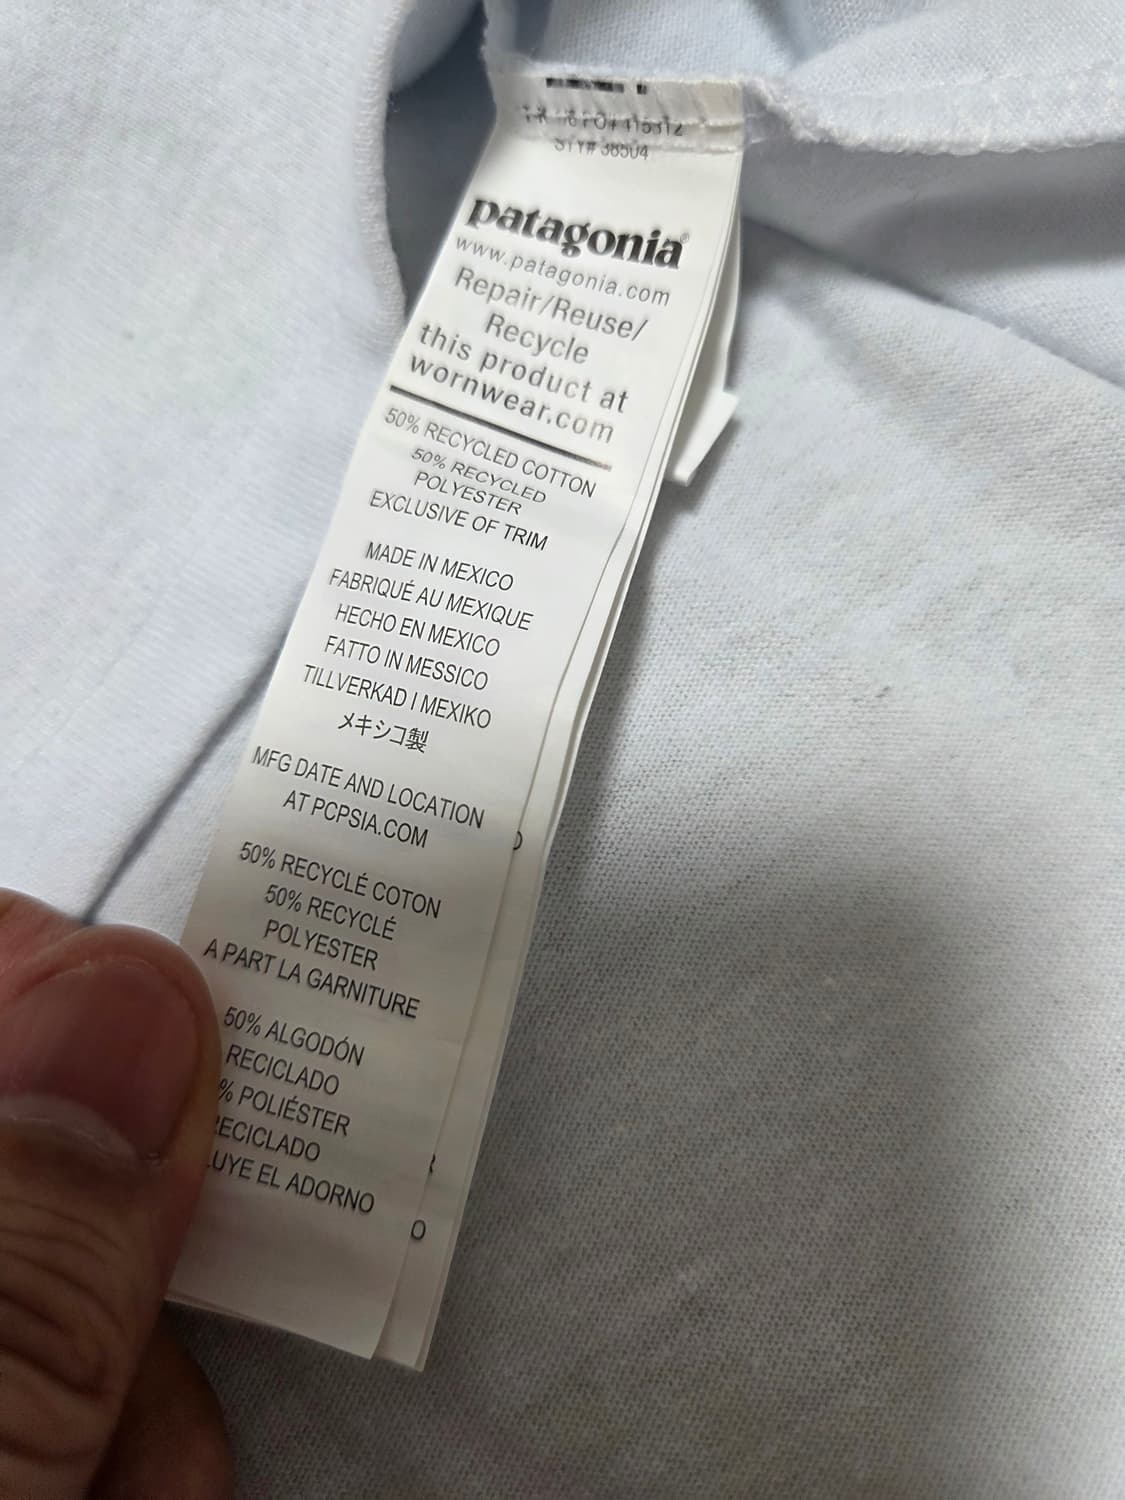 STY# 38504
patagonia®
www.patagonia.com
Repair/Reuse/
Recycle
this product at
wornwear.com
50% RECYCLED COTTON
50% RECYCLED
POLYESTER
EXCLUSIVE OF TRIM
MADE IN MEXICO
FABRIQUÉ AU MEXIQUE
HECHO EN MEXICO
FATTO IN MESSICO
TILLVERKAD I MEXIKO
メキシコ製
MFG DATE AND LOCATION
AT PCPSIA.COM
50% RECYCLÉ COTON
50% RECYCLÉ
POLYESTER
A PART LA GARNITURE
50% ALGODÓN
RECICLADO
% POLIÉSTER
RECICLADO
LUYE EL ADORNO